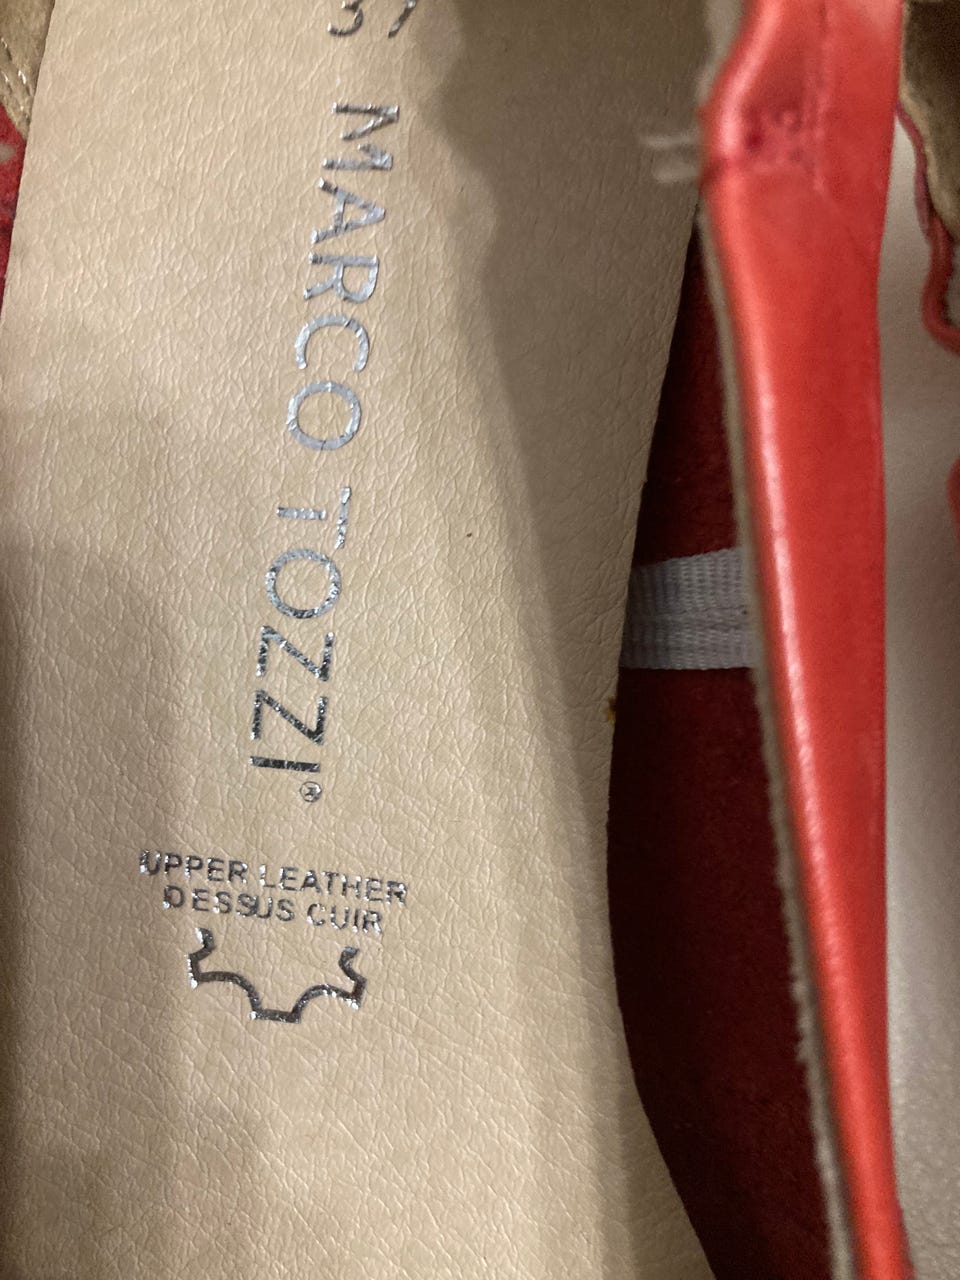 MARCO TOZZI®
UPPER LEATHER
DESSUS CUIR